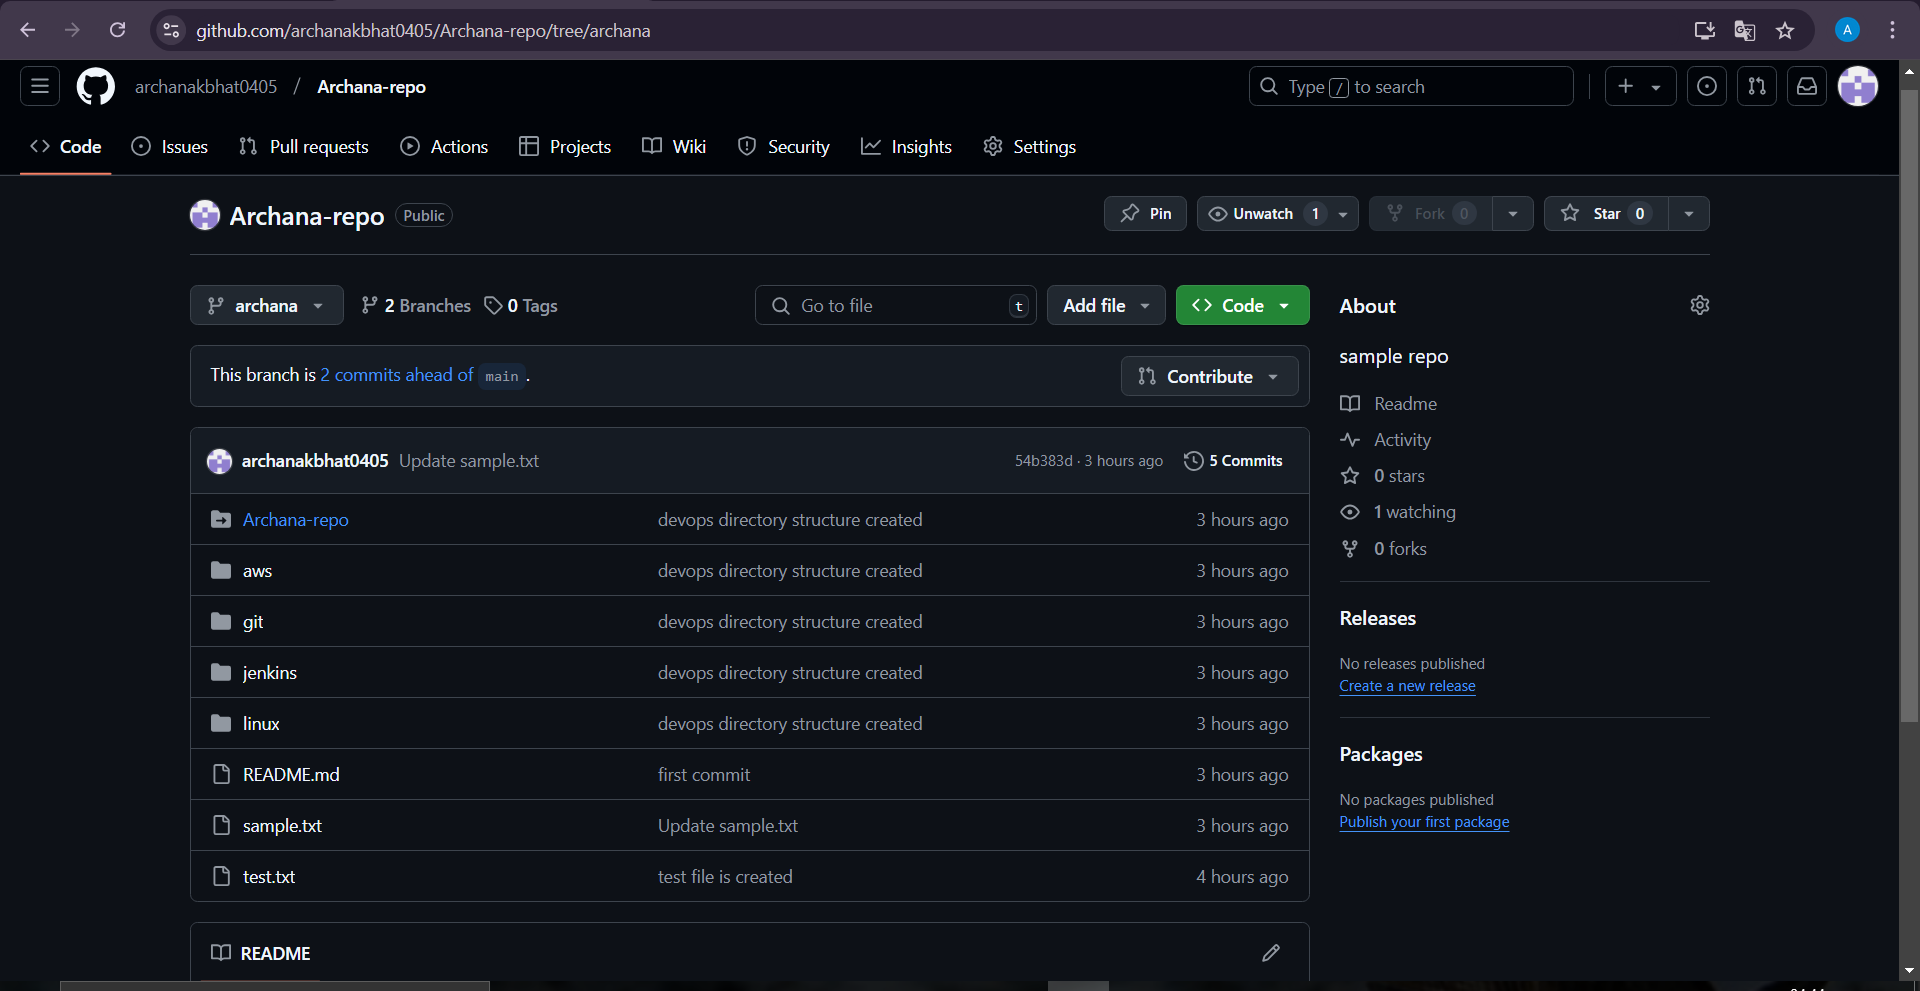 github.com/archanakbhat0405/Archana-repo/tree/archana
A
archanakbhat0405 / Archana-repo
Type / to search
Code Issues Pull requests Actions Projects Wiki Security Insights Settings
Archana-repo Public
Pin Unwatch 1 Fork 0 Star 0
archana 2 Branches 0 Tags
Go to file t Add file Code
This branch is 2 commits ahead of main .
Contribute
archanakbhat0405 Update sample.txt 54b383d · 3 hours ago 5 Commits
Archana-repo devops directory structure created 3 hours ago
aws devops directory structure created 3 hours ago
git devops directory structure created 3 hours ago
jenkins devops directory structure created 3 hours ago
linux devops directory structure created 3 hours ago
README.md first commit 3 hours ago
sample.txt Update sample.txt 3 hours ago
test.txt test file is created 4 hours ago
README
About
sample repo
Readme
Activity
0 stars
1 watching
0 forks
Releases
No releases published
Create a new release
Packages
No packages published
Publish your first package